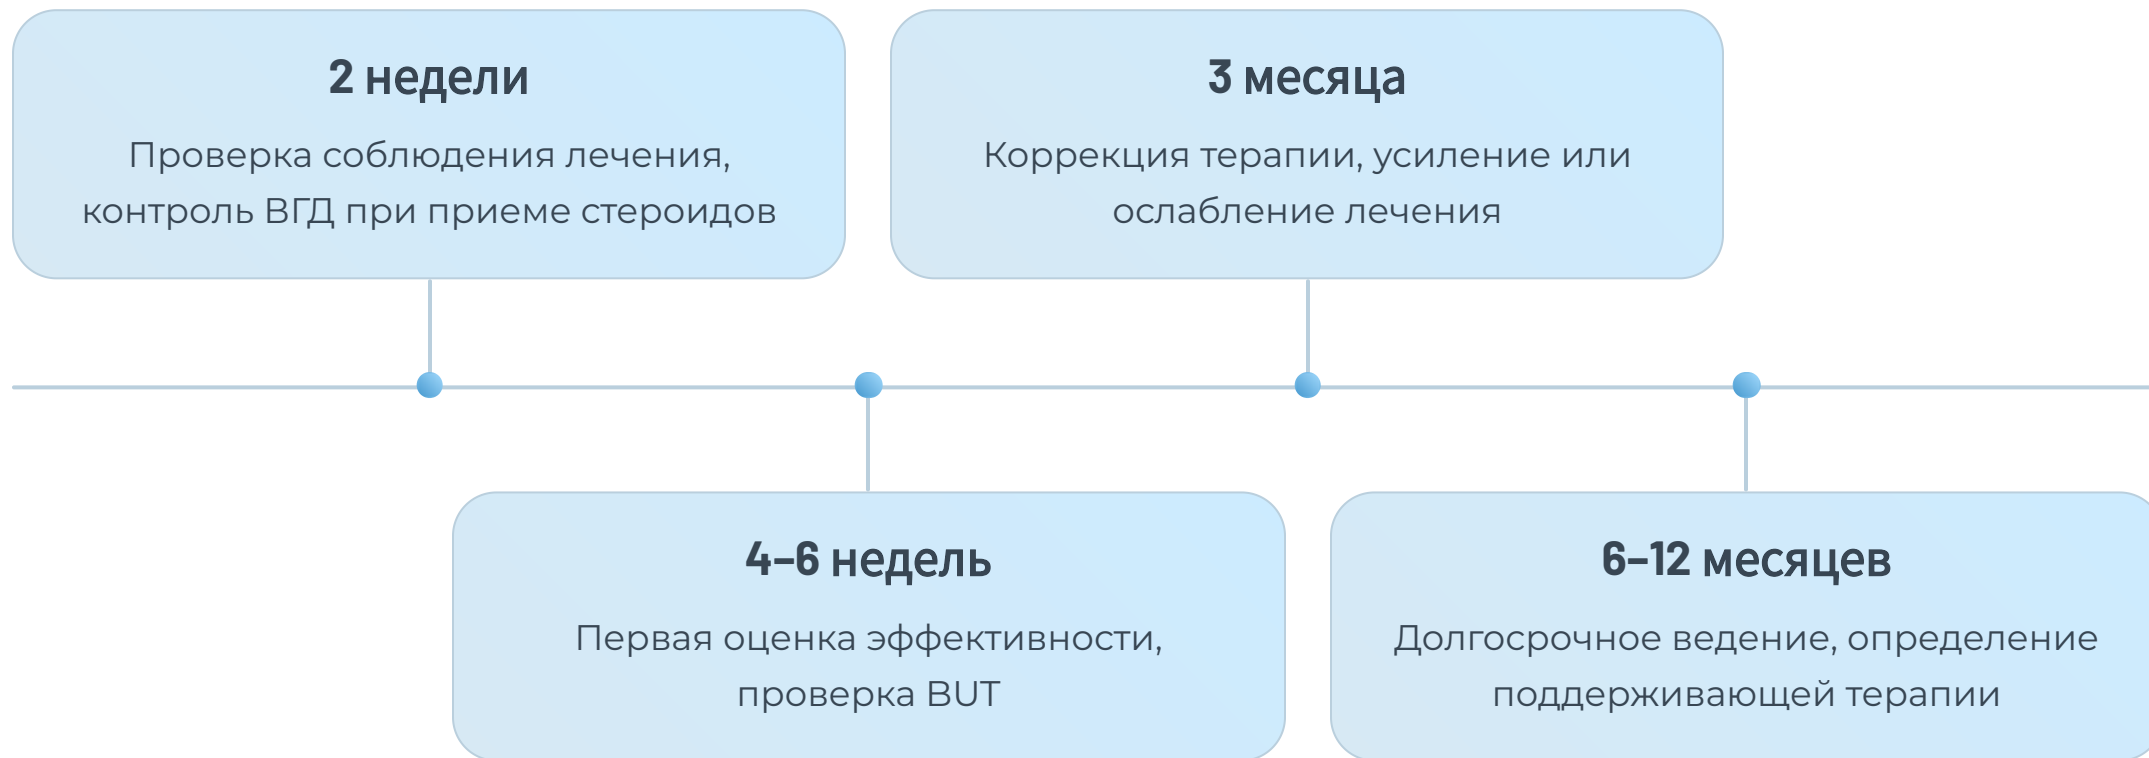 2 недели
Проверка соблюдения лечения,
контроль ВГД при приеме стероидов
3 месяца
Коррекция терапии, усиление или
ослабление лечения
4–6 недель
Первая оценка эффективности,
проверка BUT
6–12 месяцев
Долгосрочное ведение, определение
поддерживающей терапии